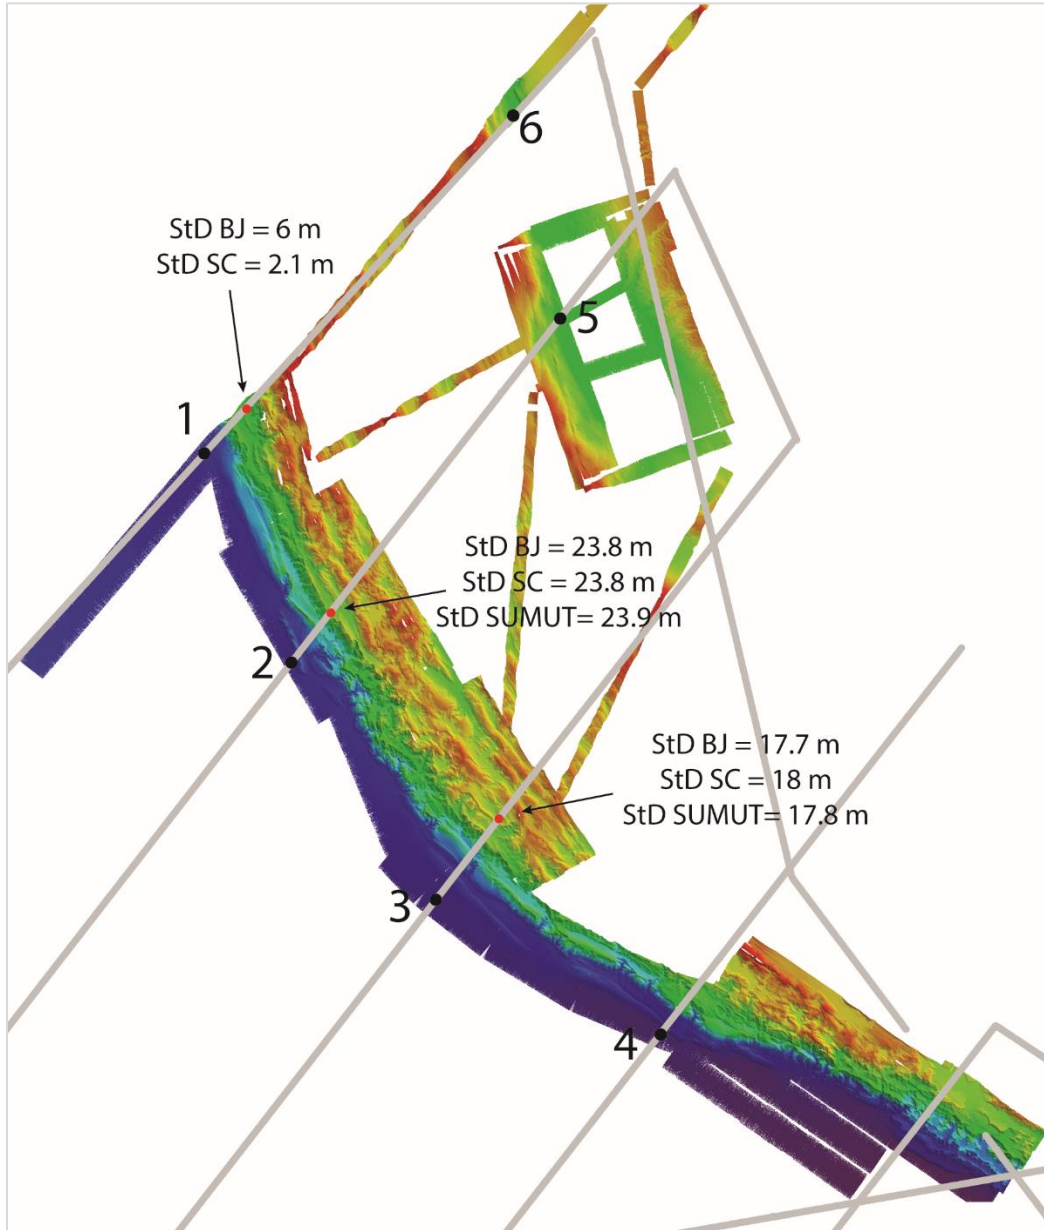 6
StD BJ = 6 m
StD SC = 2.1 m
5
1
StD BJ = 23.8 m
StD SC = 23.8 m
StD SUMUT= 23.9 m
2
StD BJ = 17.7 m
StD SC = 18 m
StD SUMUT= 17.8 m
3
4